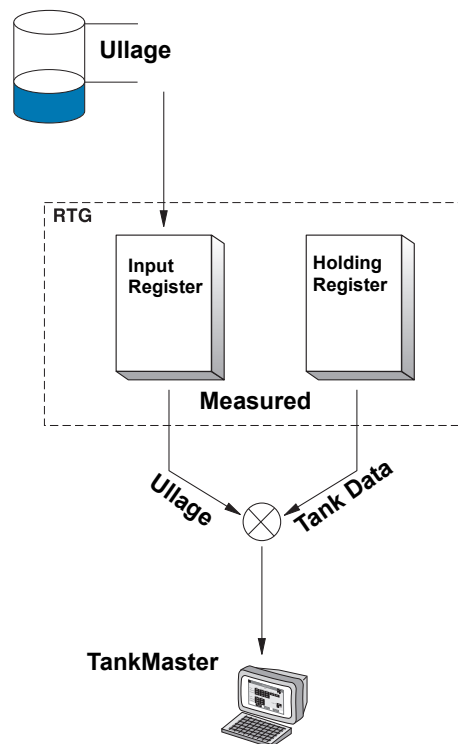 Ullage
RTG
Input
Register
Holding
Register
Measured
Ullage
Tank Data
TankMaster